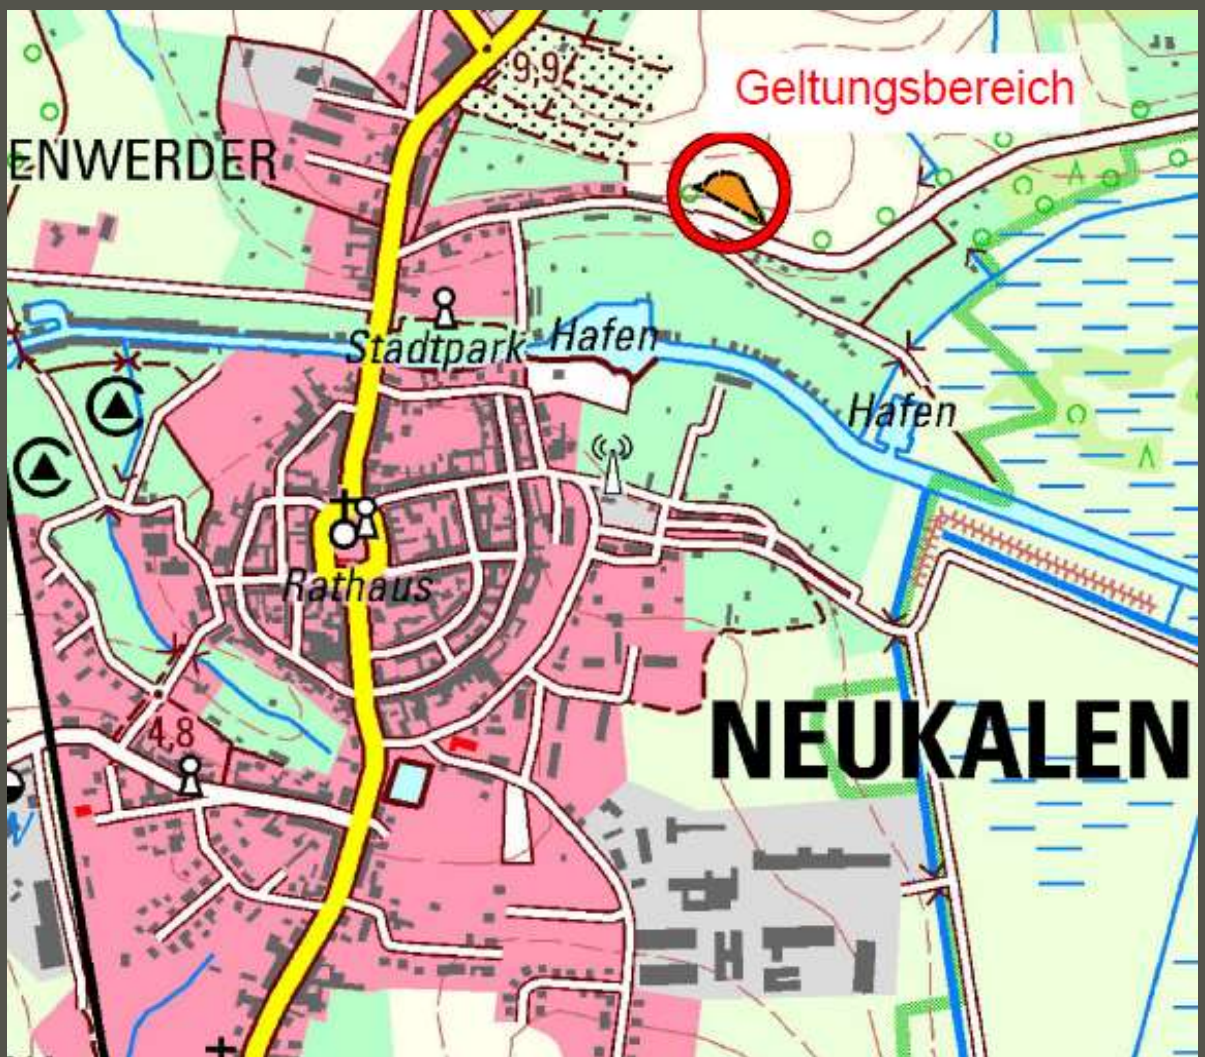 9,9
Geltungsbereich
ENWERDER
Stadtpark
Hafen
Hafen
Rathaus
NEUKALEN
4,8